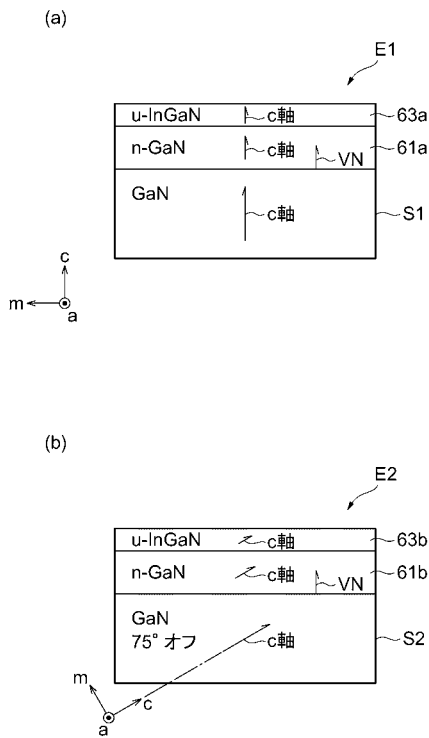 (a)
E1
u-InGaN c軸 63a
n-GaN c軸 VN 61a
GaN c軸 S1
c
m
a
(b)
E2
u-InGaN c軸 63b
n-GaN c軸 VN 61b
GaN
75° オフ c軸 S2
m
c
a